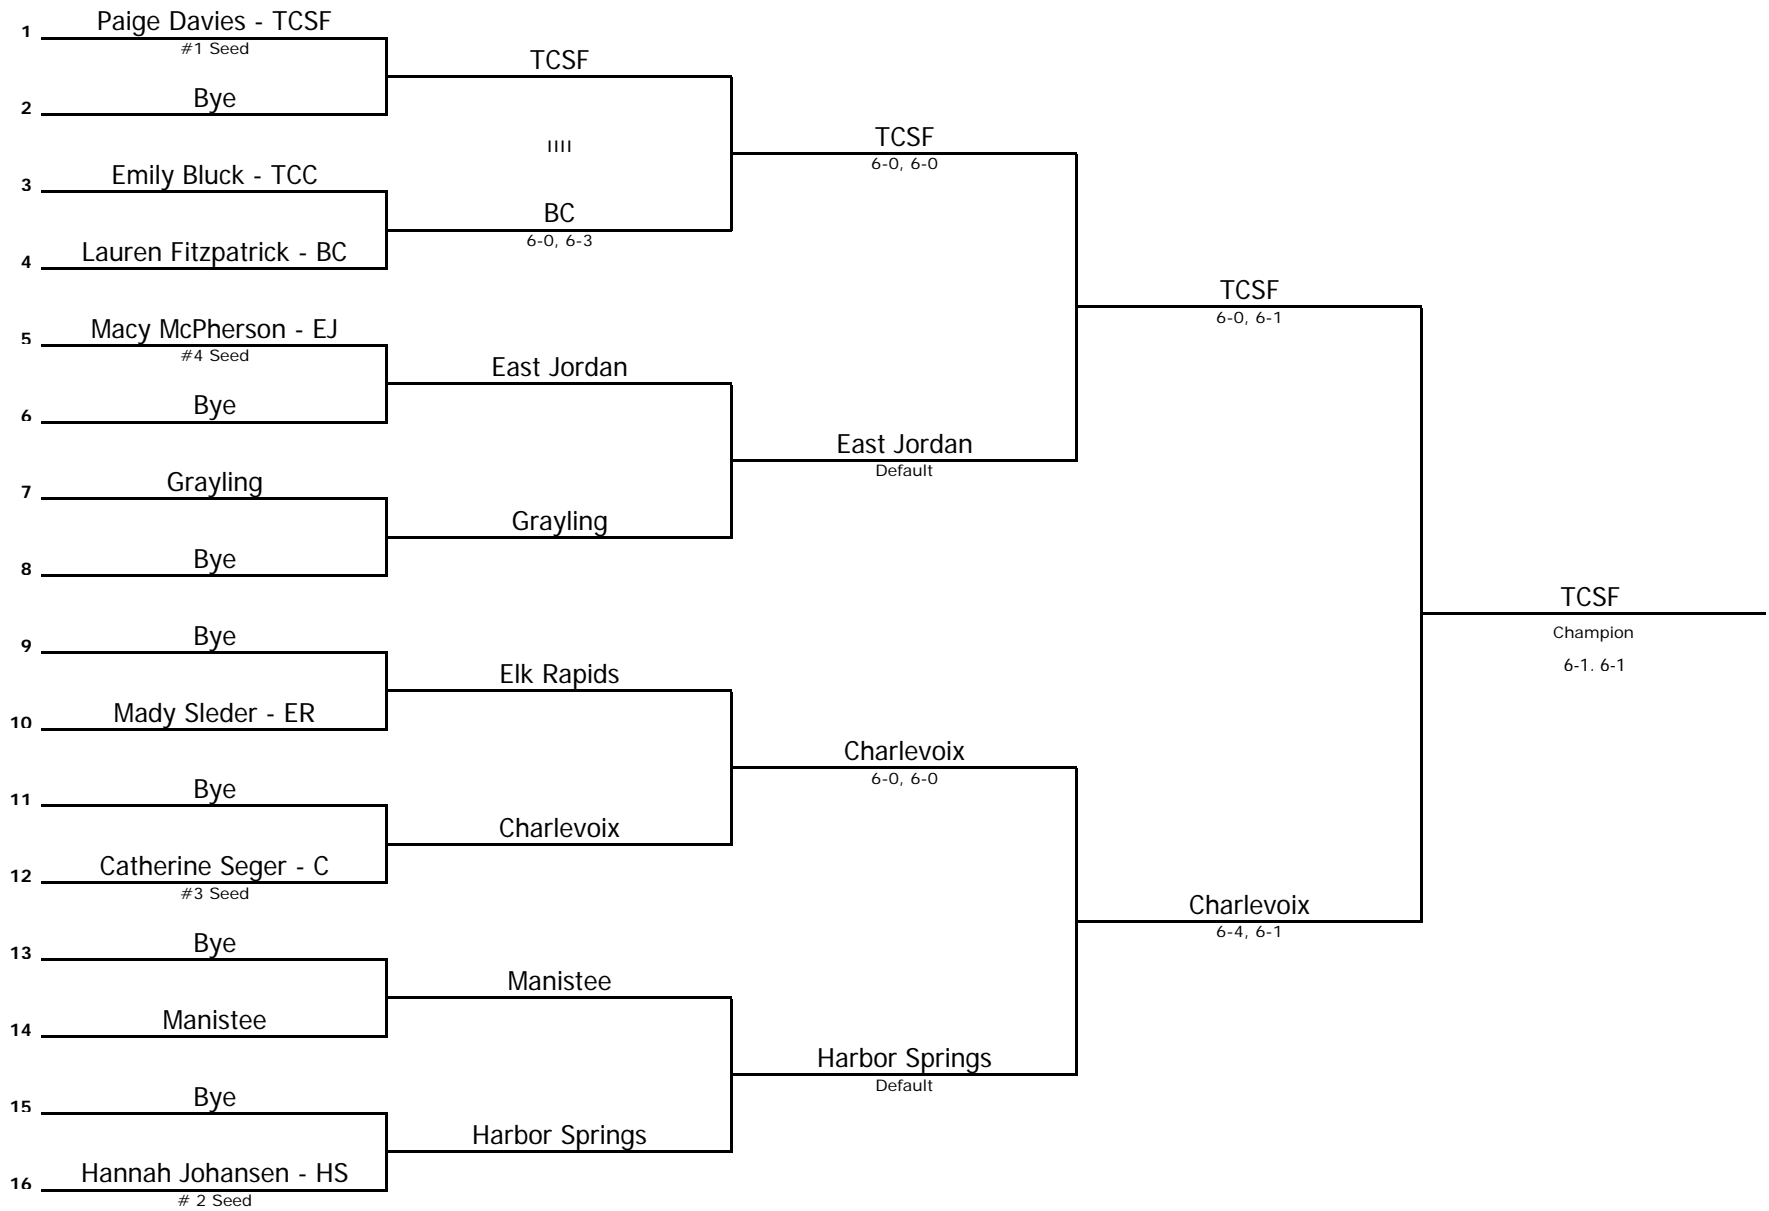 1 Paige Davies - TCSF
#1 Seed
TCSF
2 Bye
IIII
TCSF
6-0, 6-0
3 Emily Bluck - TCC
BC
6-0, 6-3
4 Lauren Fitzpatrick - BC
TCSF
6-0, 6-1
5 Macy McPherson - EJ
#4 Seed
East Jordan
6 Bye
East Jordan
Default
7 Grayling
Grayling
8 Bye
TCSF
Champion
6-1. 6-1
9 Bye
Elk Rapids
10 Mady Sleder - ER
Charlevoix
6-0, 6-0
11 Bye
Charlevoix
12 Catherine Seger - C
#3 Seed
Charlevoix
6-4, 6-1
13 Bye
Manistee
14 Manistee
Harbor Springs
Default
15 Bye
Harbor Springs
16 Hannah Johansen - HS
# 2 Seed